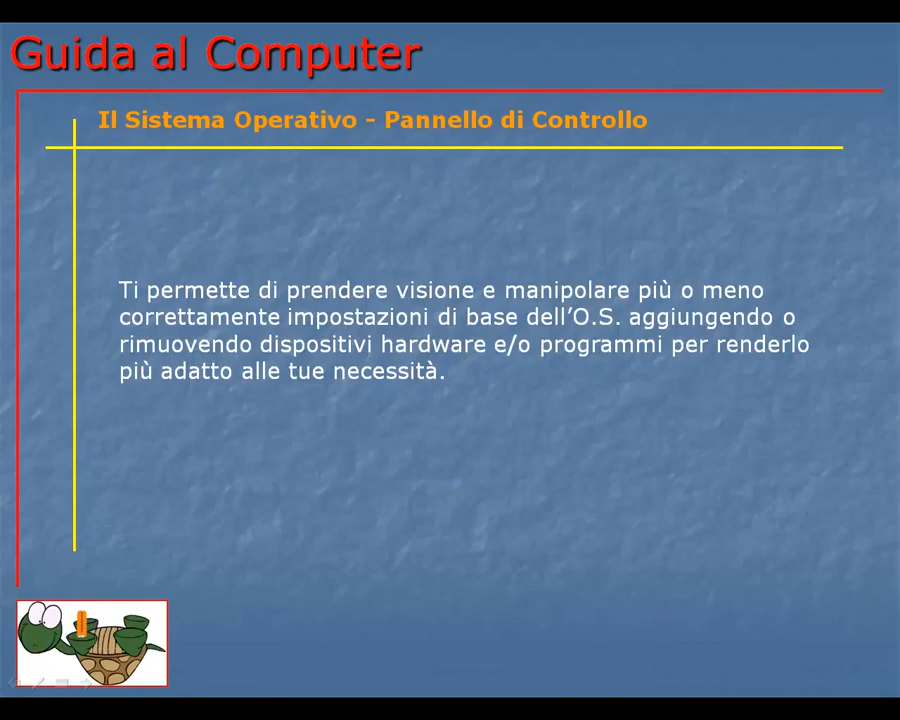 Guida al Computer
Il Sistema Operativo - Pannello di Controllo
Ti permette di prendere visione e manipolare più o meno
correttamente impostazioni di base dell’O.S. aggiungendo o
rimuovendo dispositivi hardware e/o programmi per renderlo
più adatto alle tue necessità.